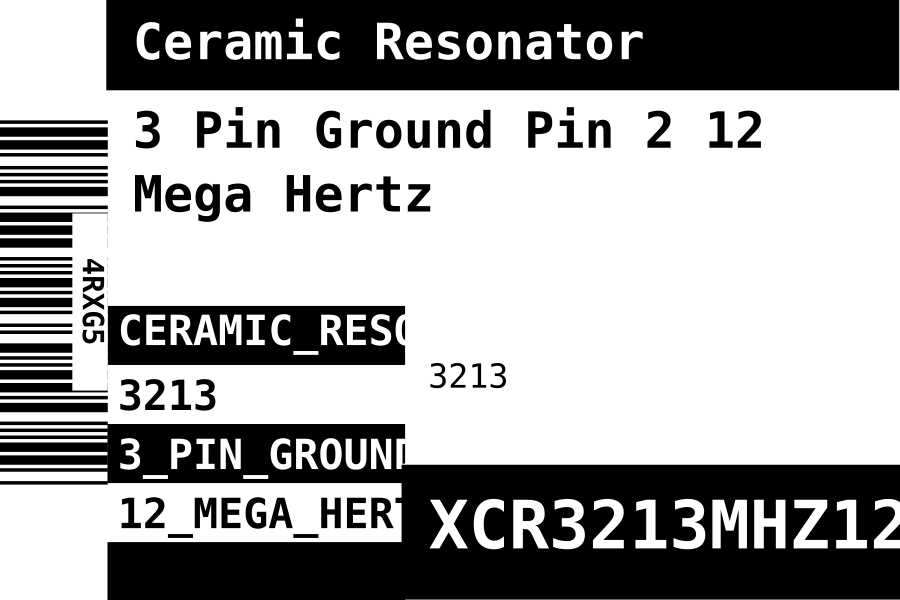 Ceramic Resonator
3 Pin Ground Pin 2 12
Mega Hertz
4RXG5
CERAMIC_RESO
3213
3213
3_PIN_GROUND
12_MEGA_HERT
XCR3213MHZ12